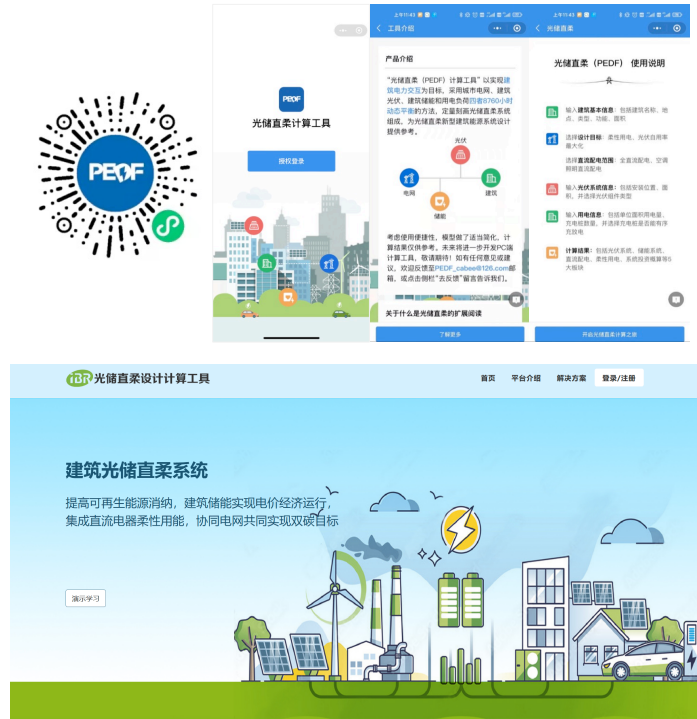 PEDF
PEDF
光储直柔计算工具
授权登录
上午11:43
工具介绍
产品介绍
“光储直柔（PEDF）计算工具”以实现建
筑电力交互为目标，采用城市电网、建筑
光伏、建筑储能和用电负荷四者8760小时
动态平衡的方法，定量刻画光储直柔系统
组成，为光储直柔新型建筑能源系统设计
提供参考。
光伏
电网
建筑
储能
考虑使用便捷性，模型做了适当简化，计
算结果仅供参考。未来将进一步开发PC端
计算工具，敬请期待！如有任何意见或建
议，欢迎反馈至PEDF_cabee@126.com邮
箱，或点击侧栏“去反馈”留言告诉我们。
关于什么是光储直柔的扩展阅读
了解更多
上午11:43
光储直柔
光储直柔（PEDF） 使用说明
输入建筑基本信息：包括建筑名称、地
点、类型、功能、面积
选择设计目标：柔性用电、光伏自用率
最大化
选择直流配电范围：全直流配电、空调
照明直流配电
输入光伏系统信息：包括安装位置、面
积，并选择光伏组件类型
输入用电信息：包括单位面积用电量、
充电桩数量，并选择充电桩是否能有序
充放电
计算结果：包括光伏系统、储能系统、
直流配电、柔性用电、系统投资概算等5
大板块
开始光储直柔计算之旅
IBR 光储直柔设计计算工具
首页 平台介绍 解决方案 登录/注册
建筑光储直柔系统
提高可再生能源消纳，建筑储能实现电价经济运行，
集成直流电器柔性用能，协同电网共同实现双碳目标
演示学习